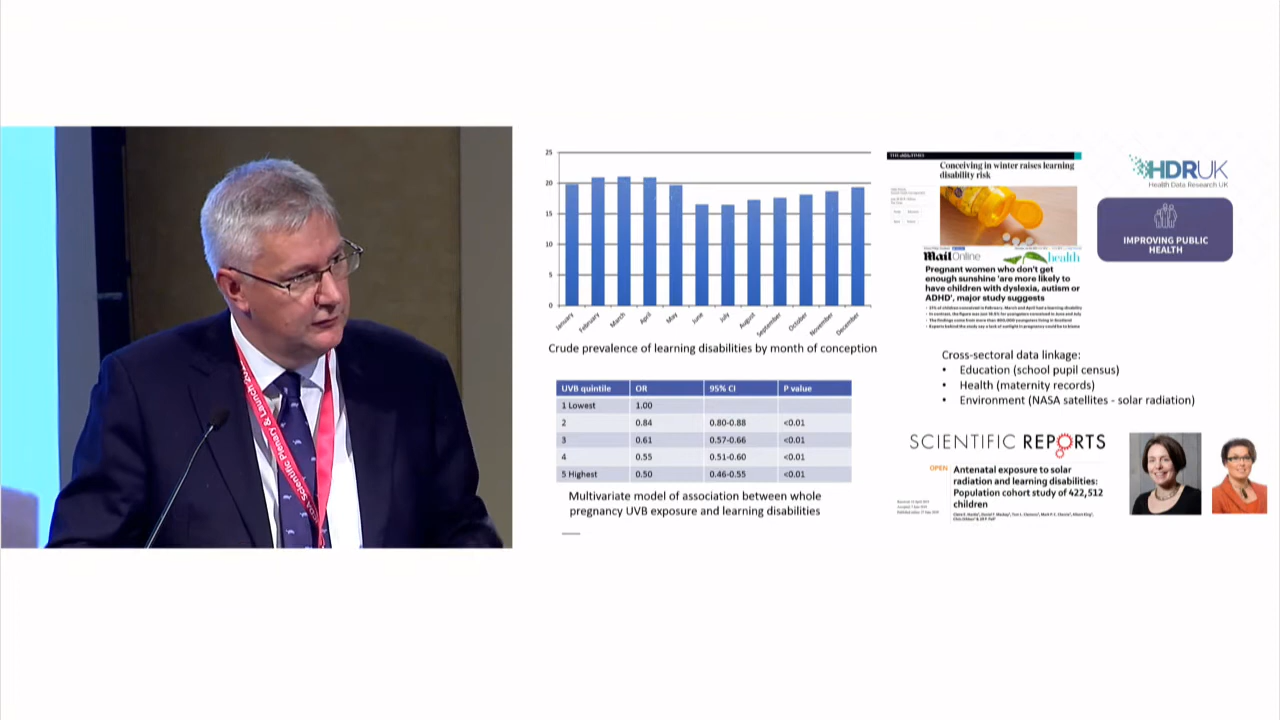 Scientific Plenary & Launch
25
20
15
10
5
0
January
February
March
April
May
June
July
August
September
October
November
December
Crude prevalence of learning disabilities by month of conception
UVB quintile OR 95% CI P value
1 Lowest 1.00
2 0.84 0.80-0.88 <0.01
3 0.61 0.57-0.66 <0.01
4 0.55 0.51-0.60 <0.01
5 Highest 0.50 0.46-0.55 <0.01
Multivariate model of association between whole
pregnancy UVB exposure and learning disabilities
THE TIMES
Conceiving in winter raises learning
disability risk
Mail Online health
Pregnant women who don't get
enough sunshine 'are more likely to
have children with dyslexia, autism or
ADHD', major study suggests
HDRUK
Health Data Research UK
IMPROVING PUBLIC
HEALTH
Cross-sectoral data linkage:
• Education (school pupil census)
• Health (maternity records)
• Environment (NASA satellites - solar radiation)
SCIENTIFIC REPORTS
OPEN
Antenatal exposure to solar
radiation and learning disabilities:
Population cohort study of 422,512
children